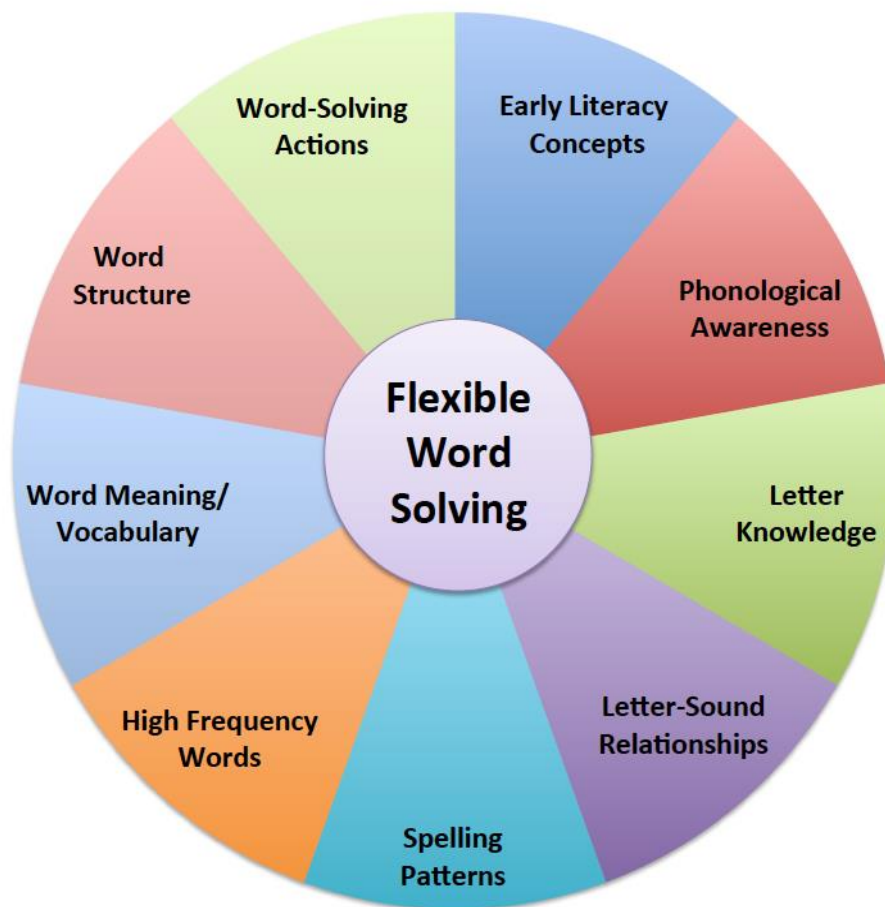 Word-Solving
Actions
Early Literacy
Concepts
Word
Structure
Phonological
Awareness
Flexible
Word
Solving
Word Meaning/
Vocabulary
Letter
Knowledge
High Frequency
Words
Letter-Sound
Relationships
Spelling
Patterns